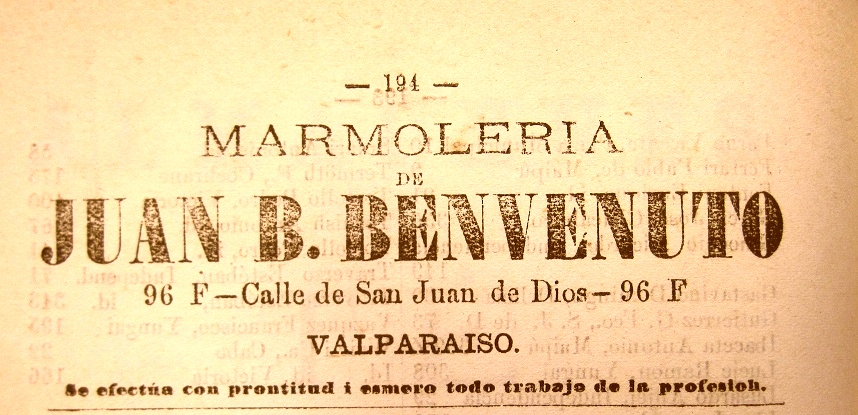 — 194 —
MARMOLERIA
DE
JUAN B. BENVENUTO
96 F—Calle de San Juan de Dios—96 F
VALPARAISO.
Se efectúa con prontitud i esmero todo trabajo de la profesion.